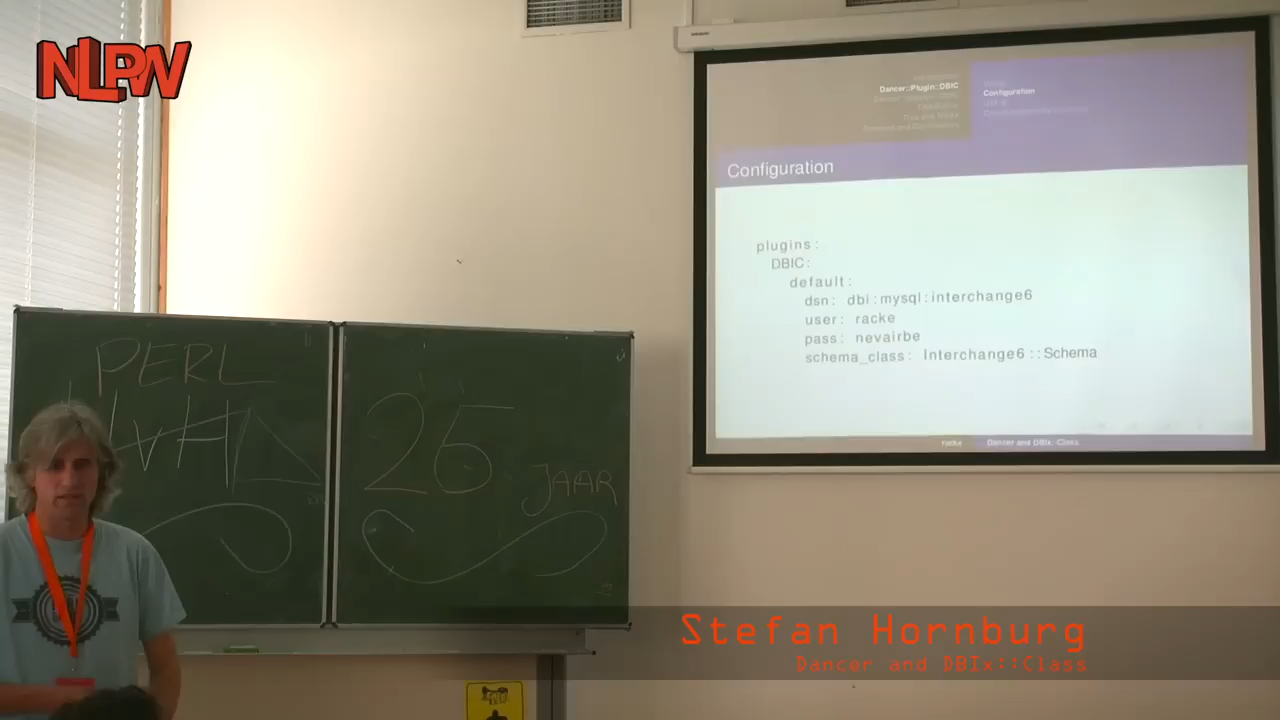 NLPW
Dancer::Plugin::DBIC
Configuration
Configuration
plugins:
DBIC:
default:
dsn: dbi:mysql:interchange6
user: racke
pass: nevairbe
schema_class: Interchange6::Schema
racke
Dancer and DBIx::Class
PERL
25
JAAR
Stefan Hornburg
Dancer and DBIx::Class